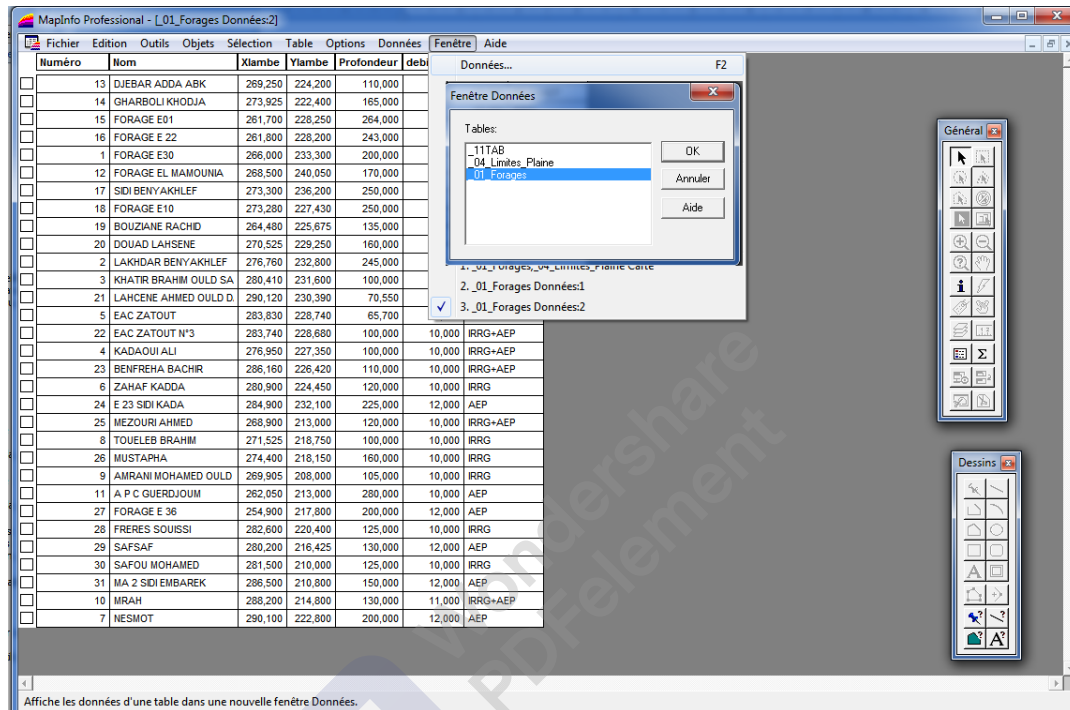 MapInfo Professional - [_01_Forages Données:2]
Fichier Edition Outils Objets Sélection Table Options Données Fenêtre Aide
Numéro Nom Xlambe Ylambe Profondeur
13 DJEBAR ADDA ABK 269,250 224,200 110,000
14 GHARBOLI KHODJA 273,925 222,400 165,000
15 FORAGE E01 261,700 228,250 264,000
16 FORAGE E 22 261,800 228,200 243,000
1 FORAGE E30 266,000 233,300 200,000
12 FORAGE EL MAMOUNIA 268,500 240,050 170,000
17 SIDI BENYAKHLEF 273,300 236,200 250,000
18 FORAGE E10 273,280 227,430 250,000
19 BOUZIANE RACHID 264,480 225,675 135,000
20 DOUAD LAHSENE 270,525 229,250 160,000
2 LAKHDAR BENYAKHLEF 276,760 232,800 245,000
3 KHATIR BRAHIM OULD SA 280,410 231,600 100,000
21 LAHCENE AHMED OULD D. 290,120 230,390 70,550
5 EAC ZATOUT 283,830 228,740 65,700
22 EAC ZATOUT N°3 283,740 228,680 100,000 10,000 IRRG+AEP
4 KADAOUI ALI 276,950 227,350 100,000 10,000 IRRG+AEP
23 BENFREHA BACHIR 286,160 226,420 110,000 10,000 IRRG+AEP
6 ZAHAF KADDA 280,900 224,450 120,000 10,000 IRRG
24 E 23 SIDI KADA 284,900 232,100 225,000 12,000 AEP
25 MEZOURI AHMED 268,900 213,000 120,000 10,000 IRRG+AEP
8 TOUELEB BRAHIM 271,525 218,750 100,000 10,000 IRRG
26 MUSTAPHA 274,400 218,150 160,000 10,000 IRRG
9 AMRANI MOHAMED OULD 269,905 208,000 105,000 10,000 IRRG
11 A P C GUERDJOUM 262,050 213,000 280,000 10,000 AEP
27 FORAGE E 36 254,900 217,800 200,000 12,000 AEP
28 FRERES SOUISSI 282,600 220,400 125,000 10,000 IRRG
29 SAFSAF 280,200 216,425 130,000 12,000 AEP
30 SAFOU MOHAMED 281,500 210,000 125,000 10,000 IRRG
31 MA 2 SIDI EMBAREK 286,500 210,800 150,000 12,000 AEP
10 MRAH 288,200 214,800 130,000 11,000 IRRG+AEP
7 NESMOT 290,100 222,800 200,000 12,000 AEP
Données... F2
Fenêtre Données
Tables:
_11TAB
_04_Limites_Plaine
_01_Forages
OK
Annuler
Aide
1. _01_Forages,_04_Limites_Plaine Carte
2. _01_Forages Données:1
3. _01_Forages Données:2
Général
Dessins
Wondershare
PDFelement
Affiche les données d'une table dans une nouvelle fenêtre Données.